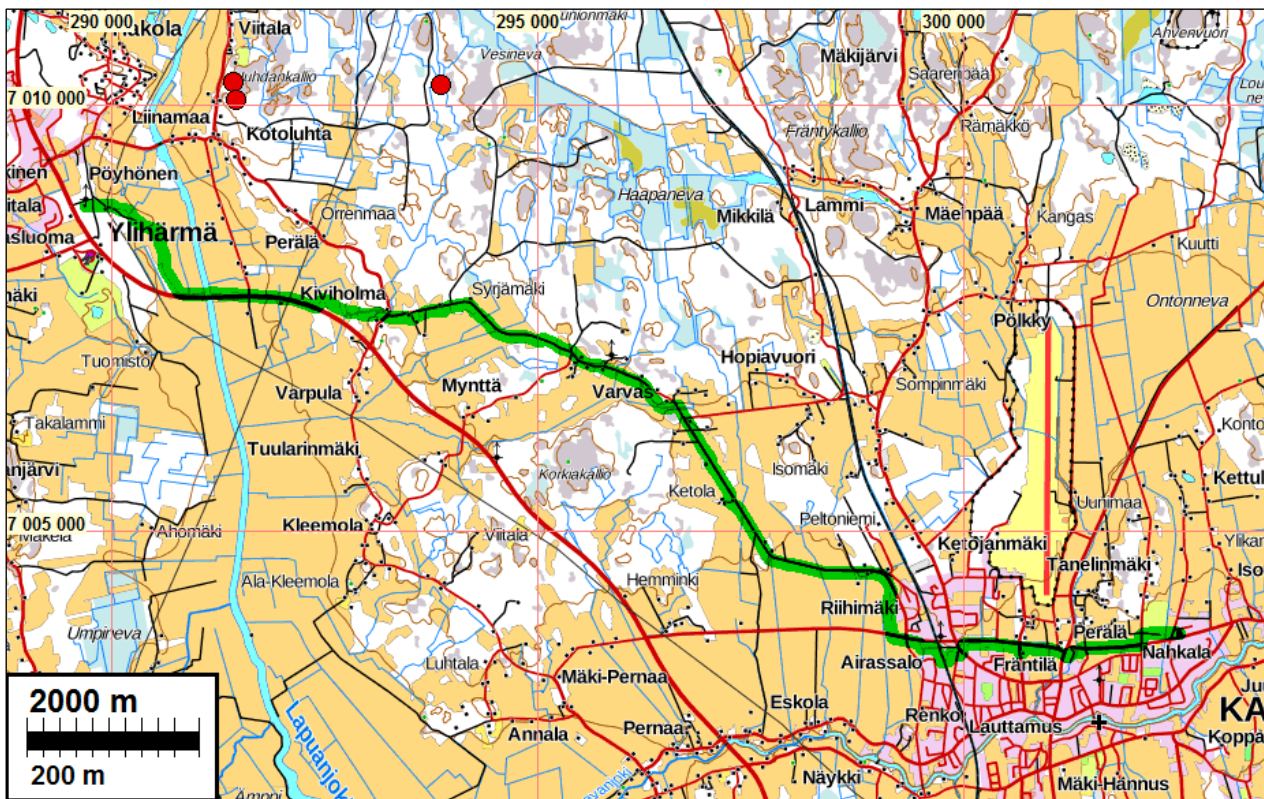 290 000
295 000
300 000
Viitala
Vesineva
Mäkijärvi
Saarenpää
Ahvenvuori
7 010 000
Liinamaa
Kotoluhta
Fräntykallio
Rämäkkö
Pöyhönen
Haapaneva
Mikkilä
Lammi
Mäenpää
Kangas
Orrenmaa
Ylihärmä
Perälä
Kuutti
Kiviholma
Syrjämäki
Ontonneva
Pölkky
Tuomisto
Hopiavuori
Varpula
Mynttä
Varvas
Sompinmäki
Takalammi
Tuularinmäki
Korkiakallio
Isomäki
Ketola
Kleemola
Viitala
Peltoniemi
Uunimaa
7 005 000
Mäkelä
Ahomäki
Ketojanmäki
Tanelinmäki
Ala-Kleemola
Hemminki
Riihimäki
Umpineva
Perälä
Luhtala
Airassalo
Fräntilä
Nahkala
Mäki-Pernaa
2000 m
200 m
Lapuanjoki
Annala
Pernaa
Eskola
Renko
Lauttamus
KA
Näykki
Mäki-Hännus